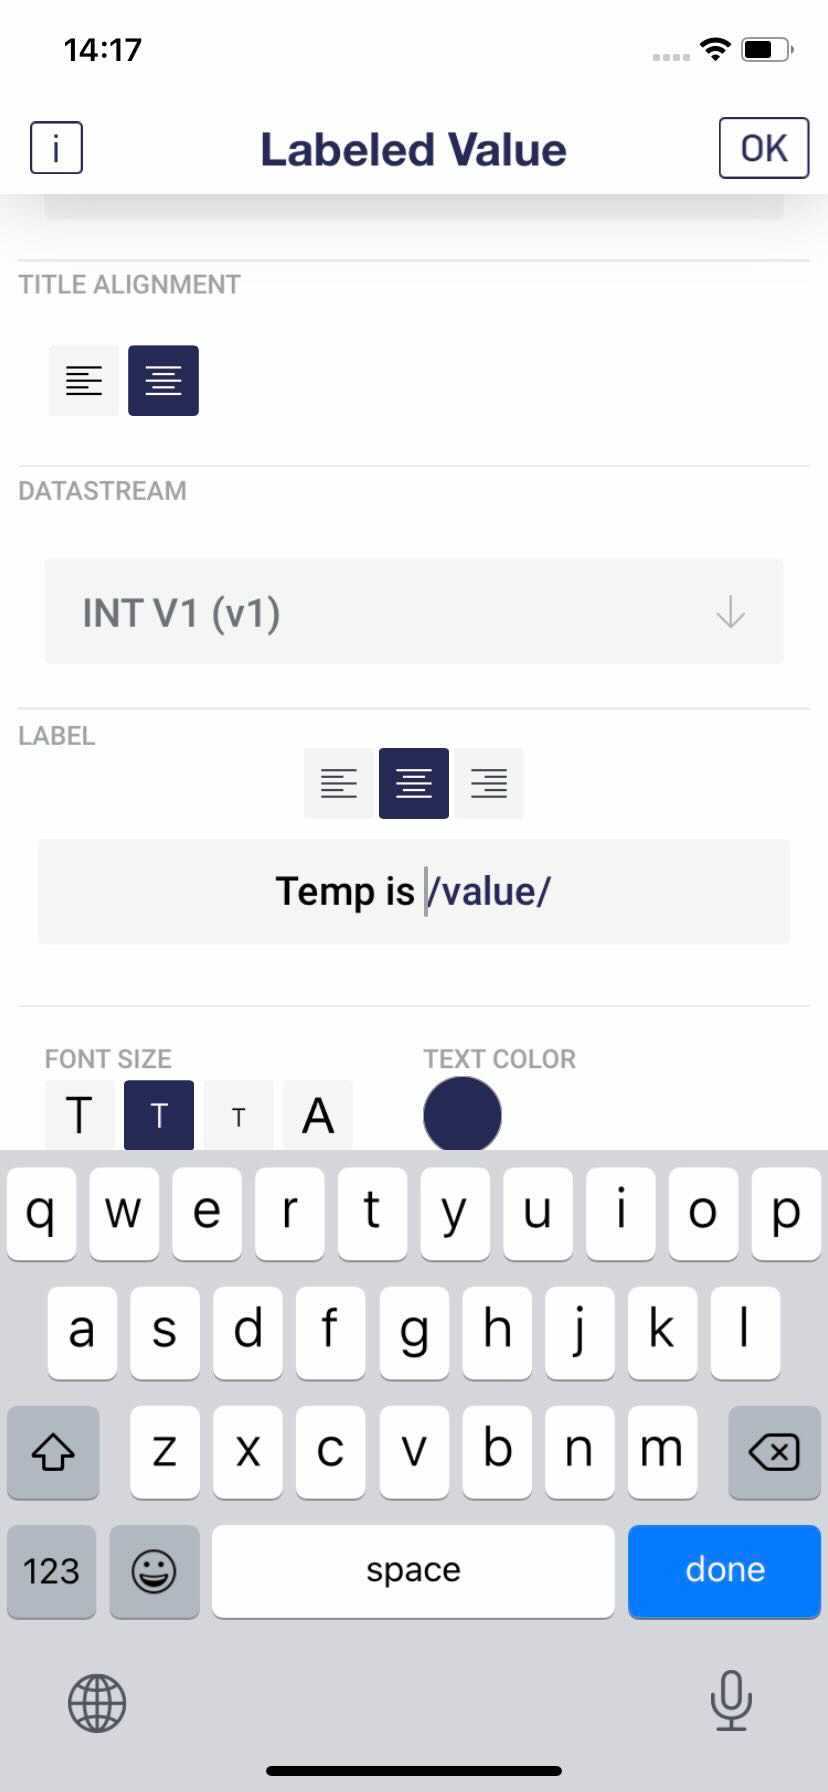 14:17
i Labeled Value OK
TITLE ALIGNMENT
DATASTREAM
INT V1 (v1)
LABEL
Temp is /value/
FONT SIZE TEXT COLOR
T T T A
q w e r t y u i o p
a s d f g h j k l
z x c v b n m
123 space done